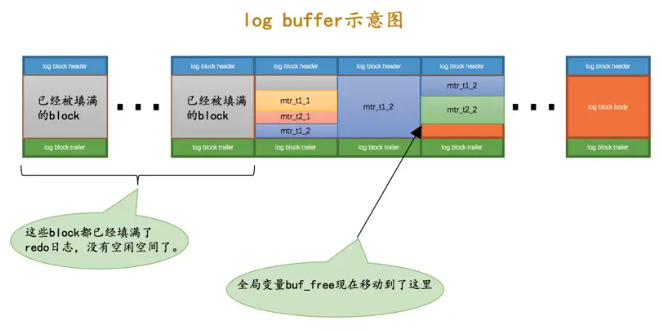 log buffer示意图
log block header
log block header
log block header
log block header
log block header
log block header
已经被填满
的block
已经被填满
的block
mtr_t1_1
mtr_t2_1
mtr_t1_2
mtr_t1_2
mtr_t1_2
mtr_t2_2
log block body
log block trailer
log block trailer
log block trailer
log block trailer
log block trailer
log block trailer
这些block都已经填满了
redo日志，没有空闲空间了。
全局变量buf_free现在移动到了这里